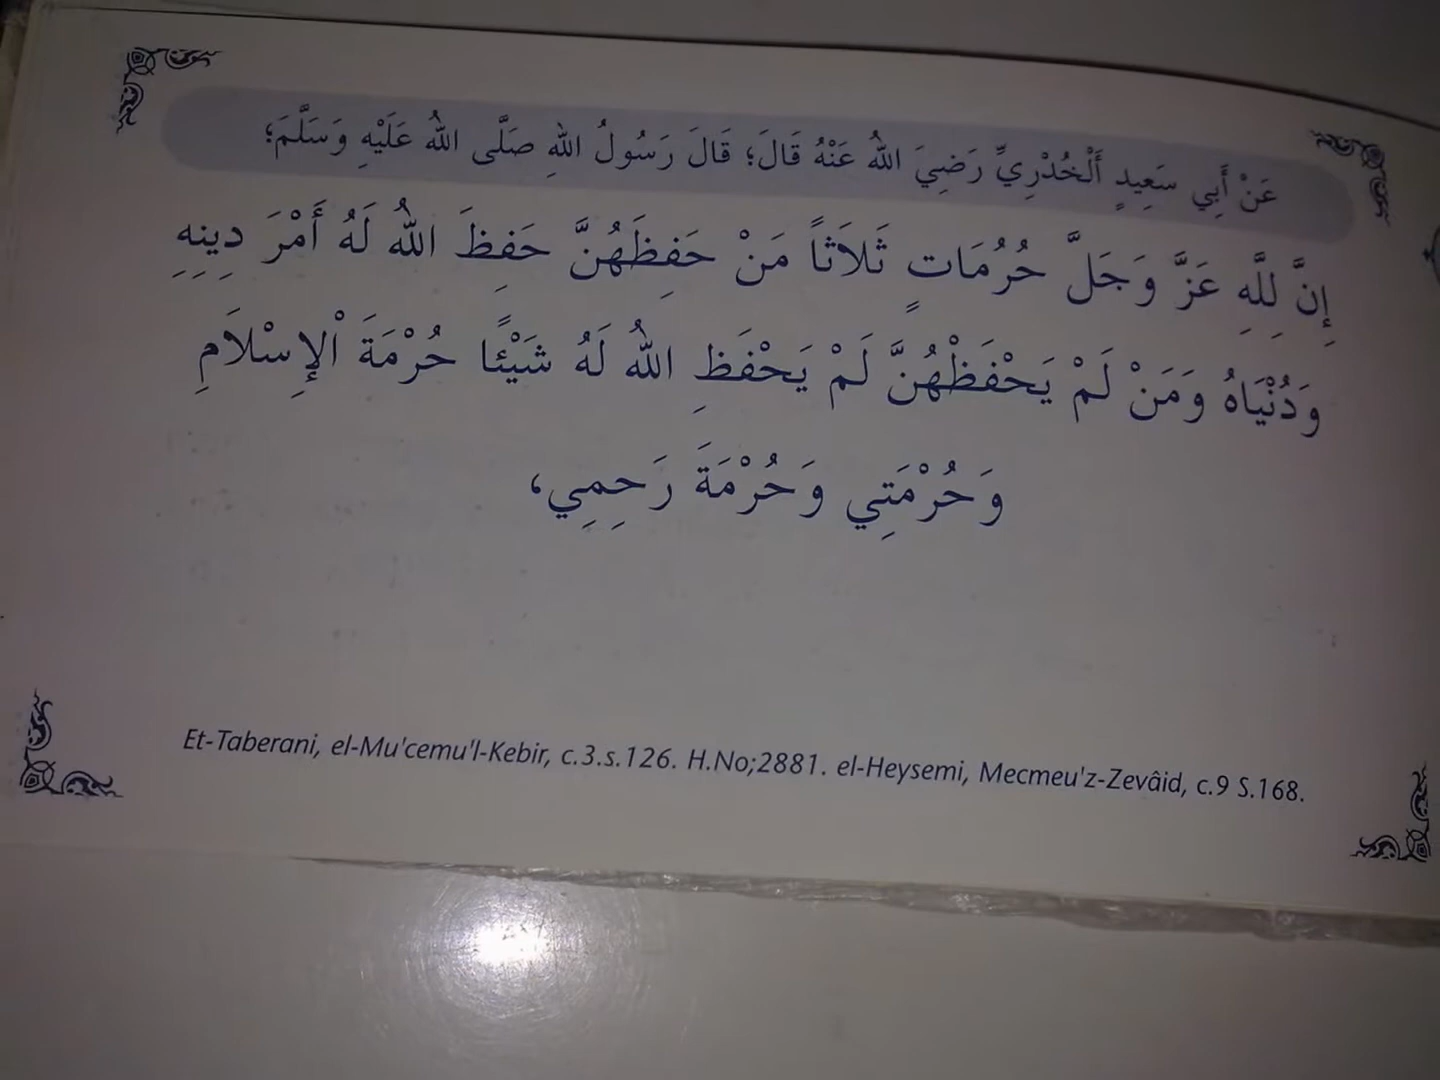 عَنْ أَبِي سَعِيدٍ أَلْخُدْرِيِّ رَضِيَ اللهُ عَنْهُ قَالَ؛ قَالَ رَسُولُ اللهِ صَلَّى اللهُ عَلَيْهِ وَسَلَّمَ؛
إِنَّ لِلَّهِ عَزَّ وَجَلَّ حُرُمَاتٍ ثَلَاثاً مَنْ حَفِظَهُنَّ حَفِظَ اللهُ لَهُ أَمْرَ دِينِهِ
وَدُنْيَاهُ وَمَنْ لَمْ يَحْفَظْهُنَّ لَمْ يَحْفَظِ اللهُ لَهُ شَيْئًا حُرْمَةَ الْإِسْلَامِ
وَحُرْمَتِي وَحُرْمَةَ رَحِمِي،
Et-Taberani, el-Mu'cemu'l-Kebir, c.3.s.126. H.No;2881. el-Heysemi, Mecmeu'z-Zevâid, c.9 S.168.